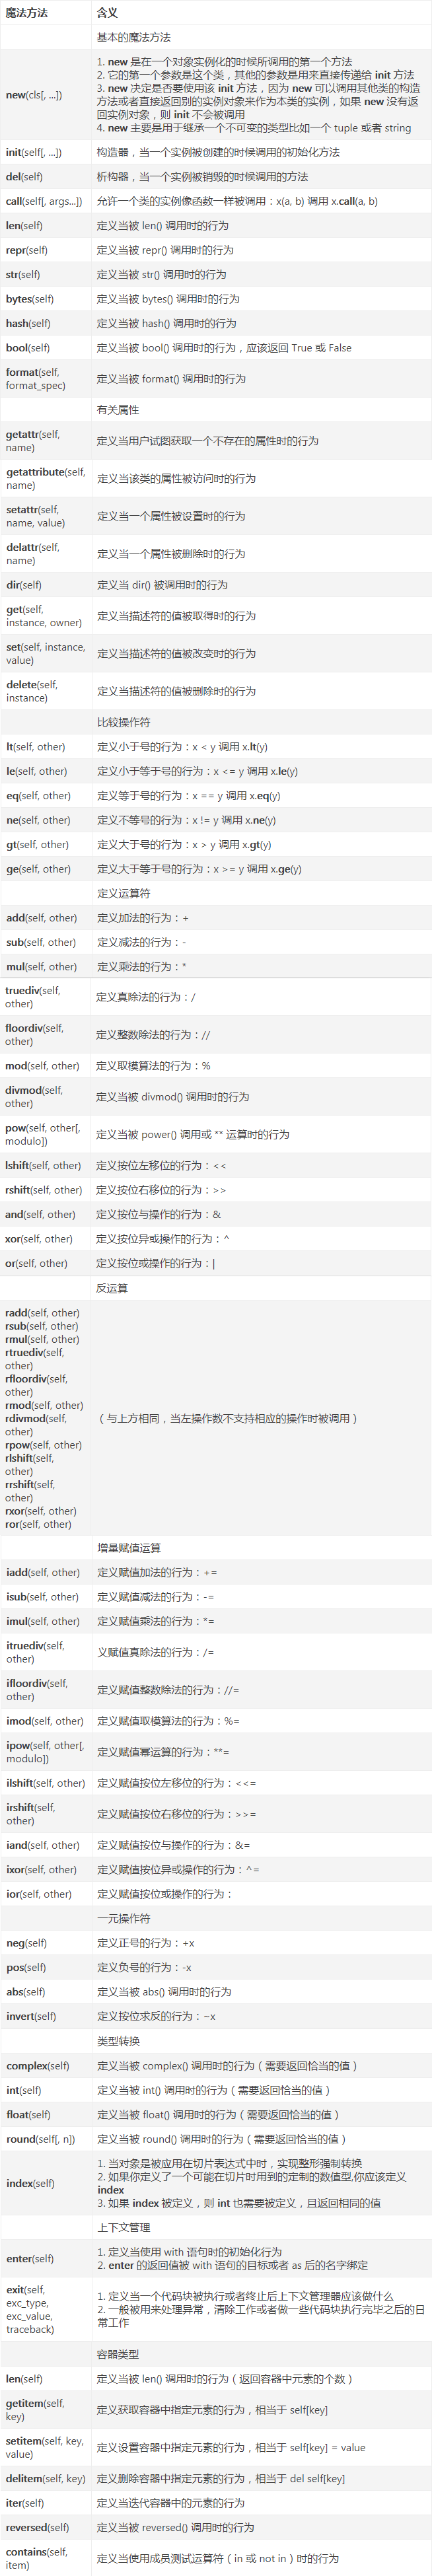 魔法方法 含义
基本的魔法方法
new(cls[, ...])
1. new 是在一个对象实例化的时候所调用的第一个方法
2. 它的第一个参数是这个类，其他的参数是用来直接传递给 init 方法
3. new 决定是否要使用该 init 方法，因为 new 可以调用其他类的构造
方法或者直接返回别的实例对象来作为本类的实例，如果 new 没有返
回实例对象，则 init 不会被调用
4. new 主要是用于继承一个不可变的类型比如一个 tuple 或者 string
init(self[, ...]) 构造器，当一个实例被创建的时候调用的初始化方法
del(self) 析构器，当一个实例被销毁的时候调用的方法
call(self[, args...]) 允许一个类的实例像函数一样被调用：x(a, b) 调用 x.call(a, b)
len(self) 定义当被 len() 调用时的行为
repr(self) 定义当被 repr() 调用时的行为
str(self) 定义当被 str() 调用时的行为
bytes(self) 定义当被 bytes() 调用时的行为
hash(self) 定义当被 hash() 调用时的行为
bool(self) 定义当被 bool() 调用时的行为，应该返回 True 或 False
format(self,
format_spec)
定义当被 format() 调用时的行为
有关属性
getattr(self,
name)
定义当用户试图获取一个不存在的属性时的行为
getattribute(self,
name)
定义当该类的属性被访问时的行为
setattr(self,
name, value)
定义当一个属性被设置时的行为
delattr(self,
name)
定义当一个属性被删除时的行为
dir(self) 定义当 dir() 被调用时的行为
get(self,
instance, owner)
定义当描述符的值被取得时的行为
set(self, instance,
value)
定义当描述符的值被改变时的行为
delete(self,
instance)
定义当描述符的值被删除时的行为
比较操作符
lt(self, other) 定义小于号的行为：x < y 调用 x.lt(y)
le(self, other) 定义小于等于号的行为：x <= y 调用 x.le(y)
eq(self, other) 定义等于号的行为：x == y 调用 x.eq(y)
ne(self, other) 定义不等号的行为：x != y 调用 x.ne(y)
gt(self, other) 定义大于号的行为：x > y 调用 x.gt(y)
ge(self, other) 定义大于等于号的行为：x >= y 调用 x.ge(y)
定义运算符
add(self, other) 定义加法的行为：+
sub(self, other) 定义减法的行为：-
mul(self, other) 定义乘法的行为：*
truediv(self,
other)
定义真除法的行为：/
floordiv(self,
other)
定义整数除法的行为：//
mod(self, other) 定义取模算法的行为：%
divmod(self,
other)
定义当被 divmod() 调用时的行为
pow(self, other[,
modulo])
定义当被 power() 调用或 ** 运算时的行为
lshift(self, other) 定义按位左移位的行为：<<
rshift(self, other) 定义按位右移位的行为：>>
and(self, other) 定义按位与操作的行为：&
xor(self, other) 定义按位异或操作的行为：^
or(self, other) 定义按位或操作的行为：|
反运算
radd(self, other)
rsub(self, other)
rmul(self, other)
rtruediv(self,
other)
rfloordiv(self,
other)
rmod(self, other)
rdivmod(self,
other)
rpow(self, other)
rlshift(self,
other)
rrshift(self,
other)
rxor(self, other)
ror(self, other)
（与上方相同，当左操作数不支持相应的操作时被调用）
增量赋值运算
iadd(self, other) 定义赋值加法的行为：+=
isub(self, other) 定义赋值减法的行为：-=
imul(self, other) 定义赋值乘法的行为：*=
itruediv(self,
other)
义赋值真除法的行为：/=
ifloordiv(self,
other)
定义赋值整数除法的行为：//=
imod(self, other) 定义赋值取模算法的行为：%=
ipow(self, other[,
modulo])
定义赋值幂运算的行为：**=
ilshift(self, other) 定义赋值按位左移位的行为：<<=
irshift(self,
other)
定义赋值按位右移位的行为：>>=
iand(self, other) 定义赋值按位与操作的行为：&=
ixor(self, other) 定义赋值按位异或操作的行为：^=
ior(self, other) 定义赋值按位或操作的行为：
一元操作符
neg(self) 定义正号的行为：+x
pos(self) 定义负号的行为：-x
abs(self) 定义当被 abs() 调用时的行为
invert(self) 定义按位求反的行为：~x
类型转换
complex(self) 定义当被 complex() 调用时的行为（需要返回恰当的值）
int(self) 定义当被 int() 调用时的行为（需要返回恰当的值）
float(self) 定义当被 float() 调用时的行为（需要返回恰当的值）
round(self[, n]) 定义当被 round() 调用时的行为（需要返回恰当的值）
index(self)
1. 当对象是被应用在切片表达式中时，实现整形强制转换
2. 如果你定义了一个可能在切片时用到的定制的数值型,你应该定义
index
3. 如果 index 被定义，则 int 也需要被定义，且返回相同的值
上下文管理
enter(self)
1. 定义当使用 with 语句时的初始化行为
2. enter 的返回值被 with 语句的目标或者 as 后的名字绑定
exit(self,
exc_type,
exc_value,
traceback)
1. 定义当一个代码块被执行或者终止后上下文管理器应该做什么
2. 一般被用来处理异常，清除工作或者做一些代码块执行完毕之后的日
常工作
容器类型
len(self) 定义当被 len() 调用时的行为（返回容器中元素的个数）
getitem(self,
key)
定义获取容器中指定元素的行为，相当于 self[key]
setitem(self, key,
value)
定义设置容器中指定元素的行为，相当于 self[key] = value
delitem(self, key) 定义删除容器中指定元素的行为，相当于 del self[key]
iter(self) 定义当迭代容器中的元素的行为
reversed(self) 定义当被 reversed() 调用时的行为
contains(self,
item)
定义当使用成员测试运算符（in 或 not in）时的行为